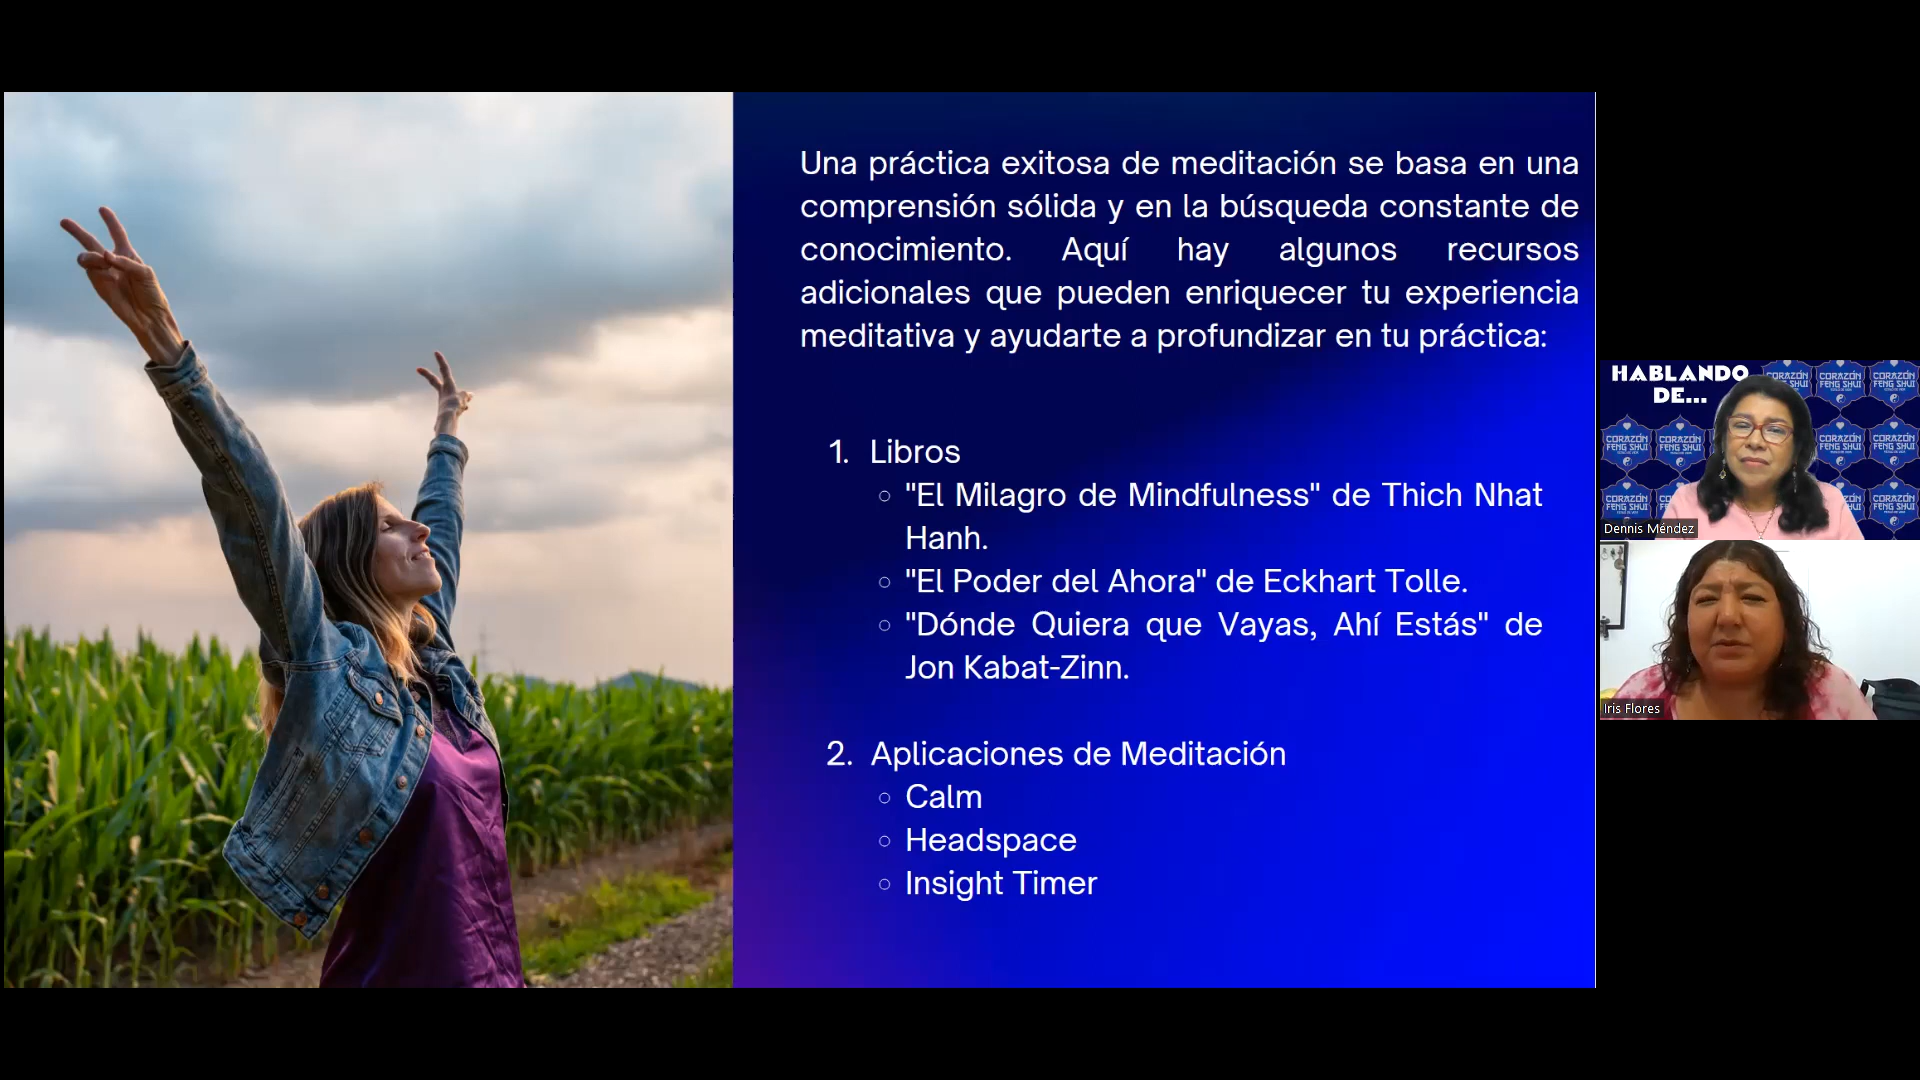 Una práctica exitosa de meditación se basa en una
comprensión sólida y en la búsqueda constante de
conocimiento. Aquí hay algunos recursos
adicionales que pueden enriquecer tu experiencia
meditativa y ayudarte a profundizar en tu práctica:
1. Libros
"El Milagro de Mindfulness" de Thich Nhat
Hanh.
"El Poder del Ahora" de Eckhart Tolle.
"Dónde Quiera que Vayas, Ahí Estás" de
Jon Kabat-Zinn.
2. Aplicaciones de Meditación
Calm
Headspace
Insight Timer
HABLANDO
DE...
CORAZÓN
FENG SHUI
Dennis Méndez
Iris Flores